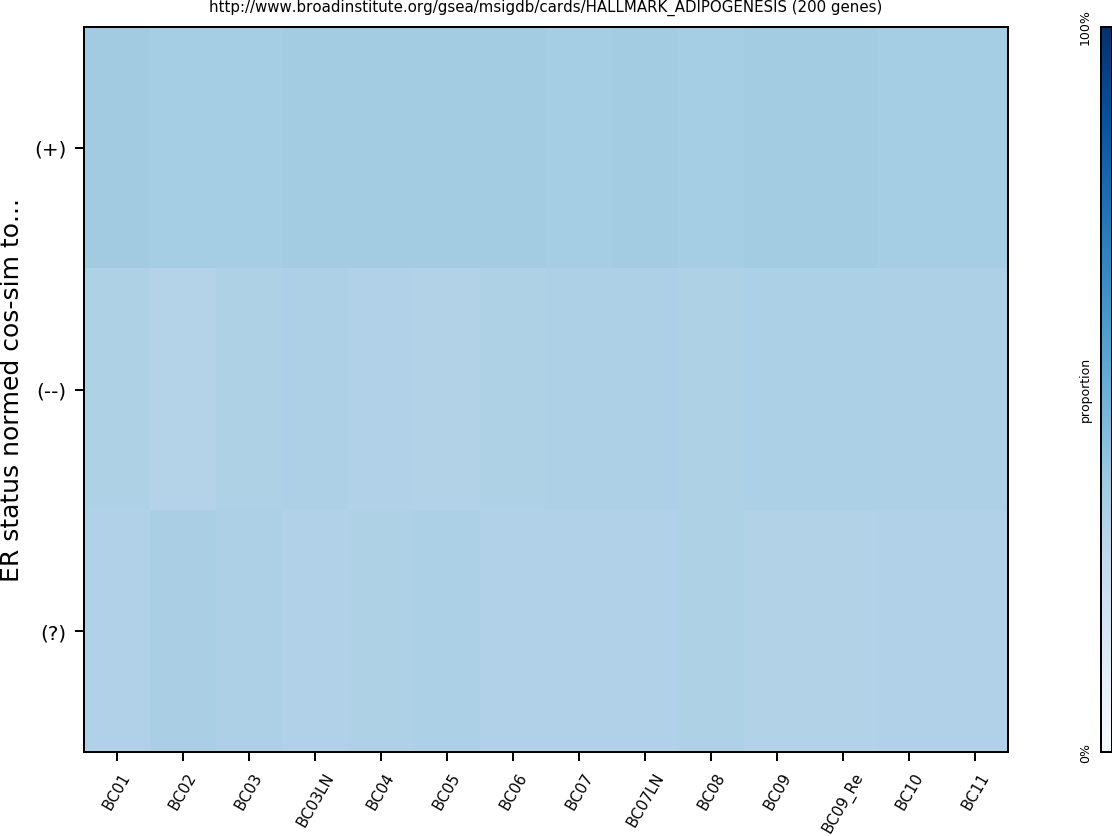 http://www.broadinstitute.org/gsea/msigdb/cards/HALLMARK_ADIPOGENESIS (200 genes)
ER status normed cos-sim to...
(+)
(--)
(?)
BC01
BC02
BC03
BC03LN
BC04
BC05
BC06
BC07
BC07LN
BC08
BC09
BC09_Re
BC10
BC11
100%
proportion
0%